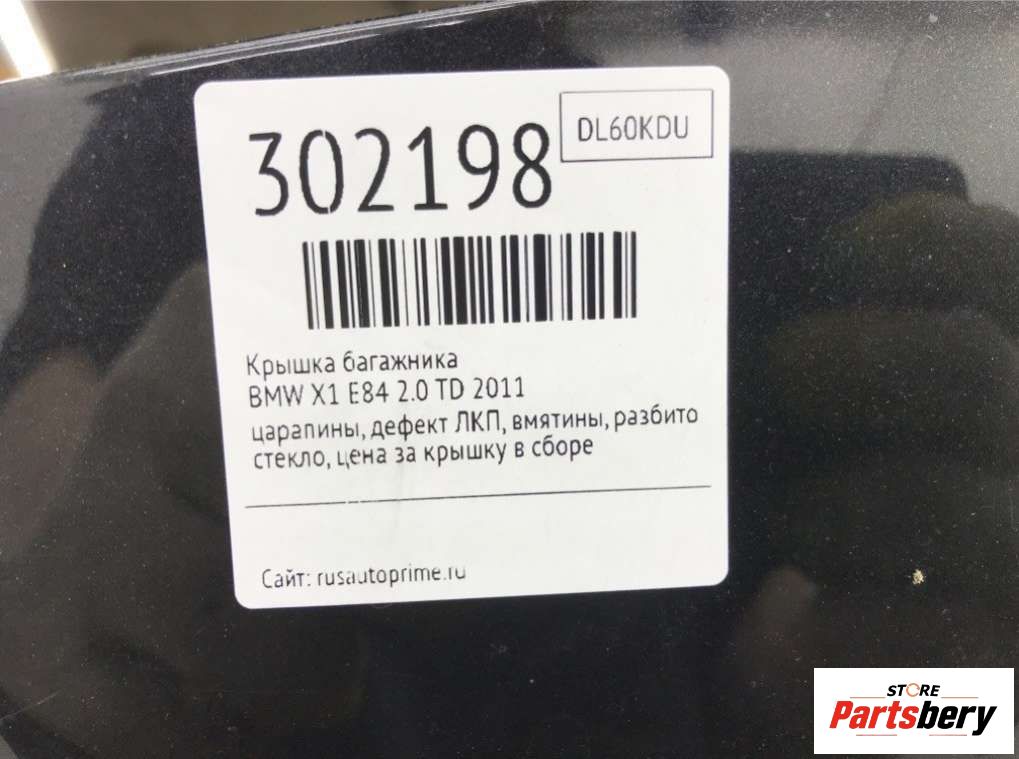 302198
DL60KDU
Крышка багажника
BMW X1 E84 2.0 TD 2011
царапины, дефект ЛКП, вмятины, разбито
стекло, цена за крышку в сборе
Сайт: rusautoprime.ru
STORE
Partsbery